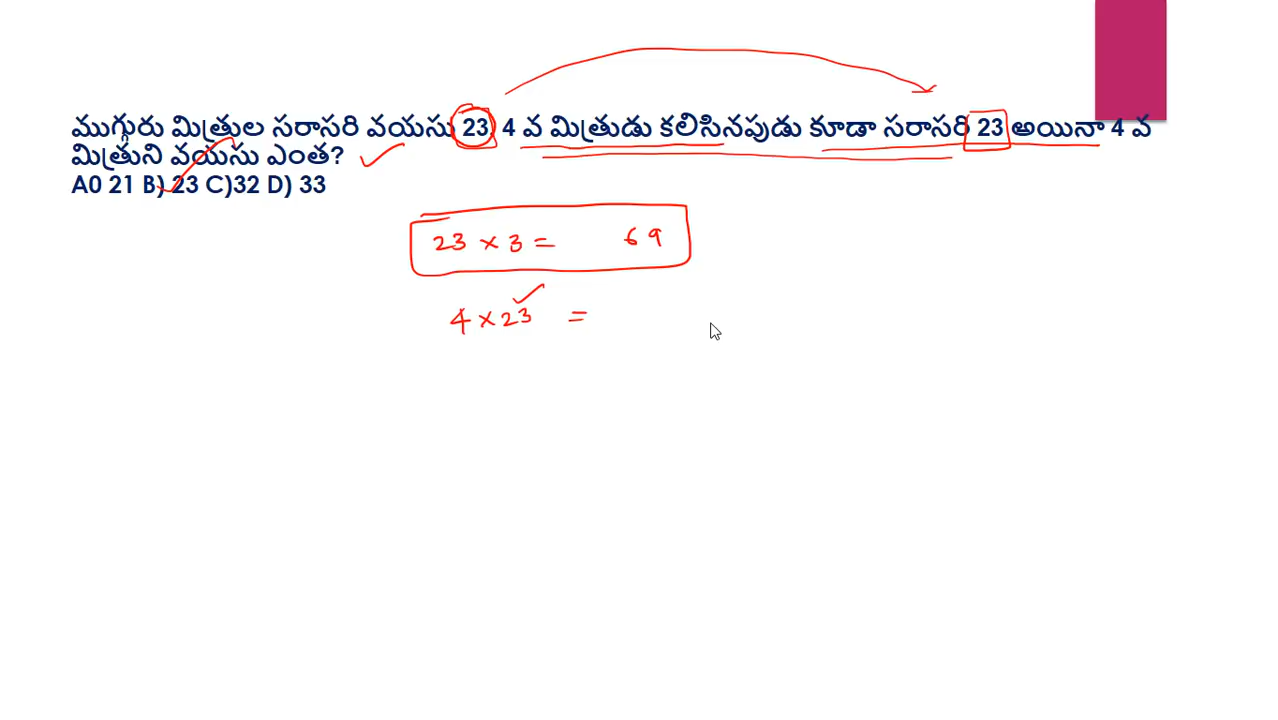 ముగ్గురు మిత్రుల సరాసరి వయసు 23, 4 వ మిత్రుడు కలిసినపుడు కూడా సరాసరి 23 అయినా 4 వ
మిత్రుని వయసు ఎంత?
A0 21 B) 23 C)32 D) 33
23 × 3 = 69
4 × 23 =